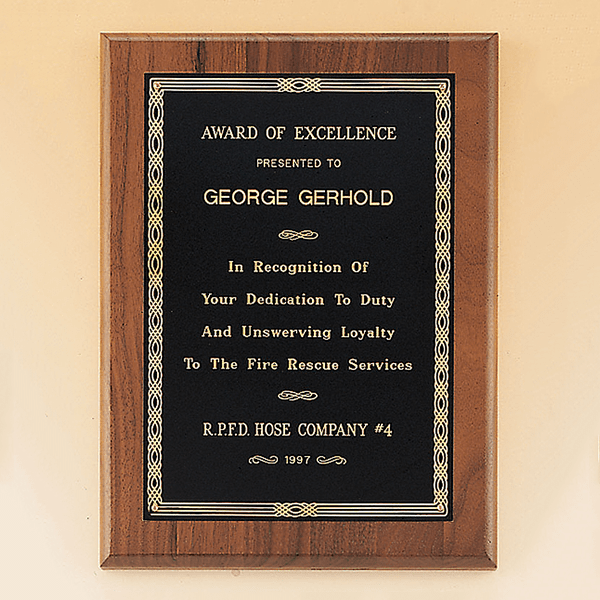 AWARD OF EXCELLENCE
PRESENTED TO
GEORGE GERHOLD
In Recognition Of
Your Dedication To Duty
And Unswerving Loyalty
To The Fire Rescue Services
R.P.F.D. HOSE COMPANY #4
1997